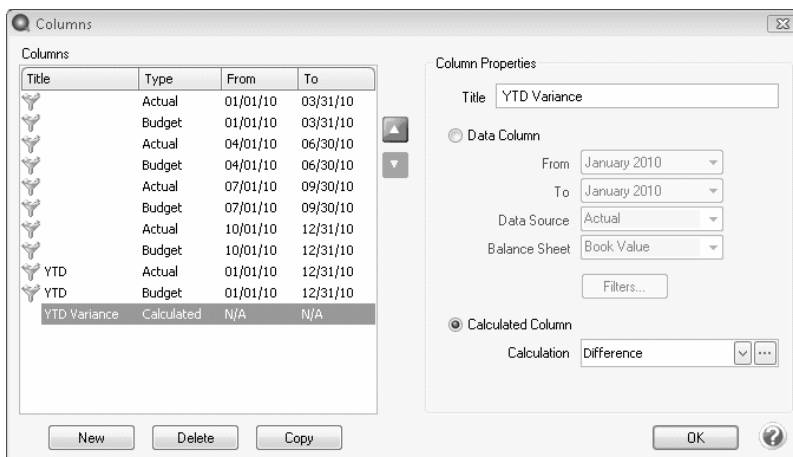 Columns
Columns
Title Type From To
Actual 01/01/10 03/31/10
Budget 01/01/10 03/31/10
Actual 04/01/10 06/30/10
Budget 04/01/10 06/30/10
Actual 07/01/10 09/30/10
Budget 07/01/10 09/30/10
Actual 10/01/10 12/31/10
Budget 10/01/10 12/31/10
YTD Actual 01/01/10 12/31/10
YTD Budget 01/01/10 12/31/10
YTD Variance Calculated N/A N/A
New Delete Copy
Column Properties
Title YTD Variance
Data Column
From January 2010
To January 2010
Data Source Actual
Balance Sheet Book Value
Filters...
Calculated Column
Calculation Difference ...
OK ?